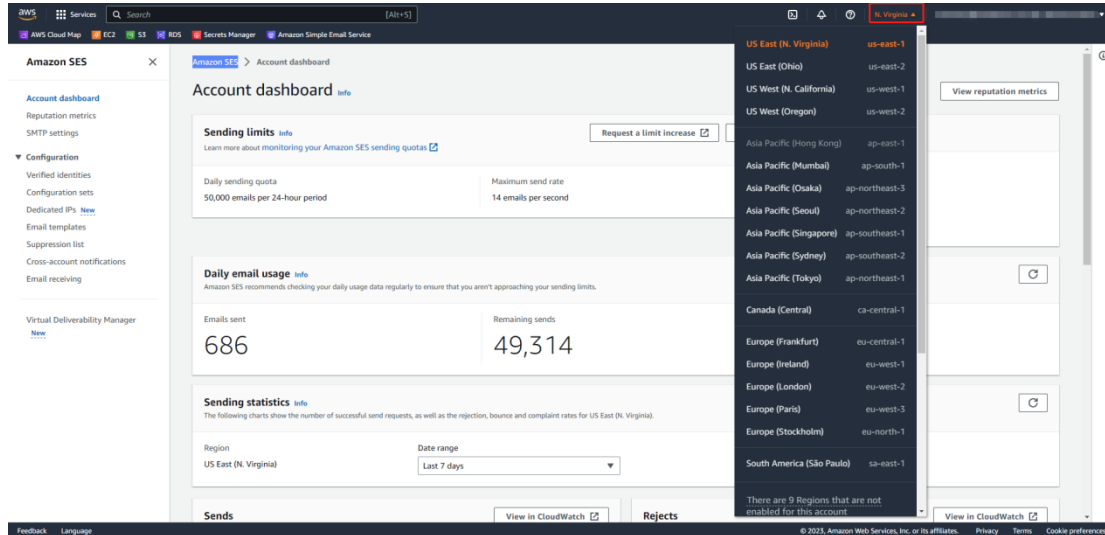 aws Services Search [Alt+S] N. Virginia
AWS Cloud Map EC2 S3 RDS Secrets Manager Amazon Simple Email Service
Amazon SES
Account dashboard
Reputation metrics
SMTP settings
Configuration
Verified identities
Configuration sets
Dedicated IPs New
Email templates
Suppression list
Cross-account notifications
Email receiving
Virtual Deliverability Manager
New
Amazon SES > Account dashboard
Account dashboard Info
View reputation metrics
Sending limits Info
Request a limit increase
Learn more about monitoring your Amazon SES sending quotas
Daily sending quota
50,000 emails per 24-hour period
Maximum send rate
14 emails per second
Daily email usage Info
Amazon SES recommends checking your daily usage data regularly to ensure that you aren't approaching your sending limits.
Emails sent
686
Remaining sends
49,314
Sending statistics Info
The following charts show the number of successful send requests, as well as the rejection, bounce and complaint rates for US East (N. Virginia).
Region
US East (N. Virginia)
Date range
Last 7 days
Sends View in CloudWatch
Rejects View in CloudWatch
US East (N. Virginia) us-east-1
US East (Ohio) us-east-2
US West (N. California) us-west-1
US West (Oregon) us-west-2
Asia Pacific (Hong Kong) ap-east-1
Asia Pacific (Mumbai) ap-south-1
Asia Pacific (Osaka) ap-northeast-3
Asia Pacific (Seoul) ap-northeast-2
Asia Pacific (Singapore) ap-southeast-1
Asia Pacific (Sydney) ap-southeast-2
Asia Pacific (Tokyo) ap-northeast-1
Canada (Central) ca-central-1
Europe (Frankfurt) eu-central-1
Europe (Ireland) eu-west-1
Europe (London) eu-west-2
Europe (Paris) eu-west-3
Europe (Stockholm) eu-north-1
South America (São Paulo) sa-east-1
There are 9 Regions that are not
enabled for this account
Feedback Language © 2023, Amazon Web Services, Inc. or its affiliates. Privacy Terms Cookie preferences